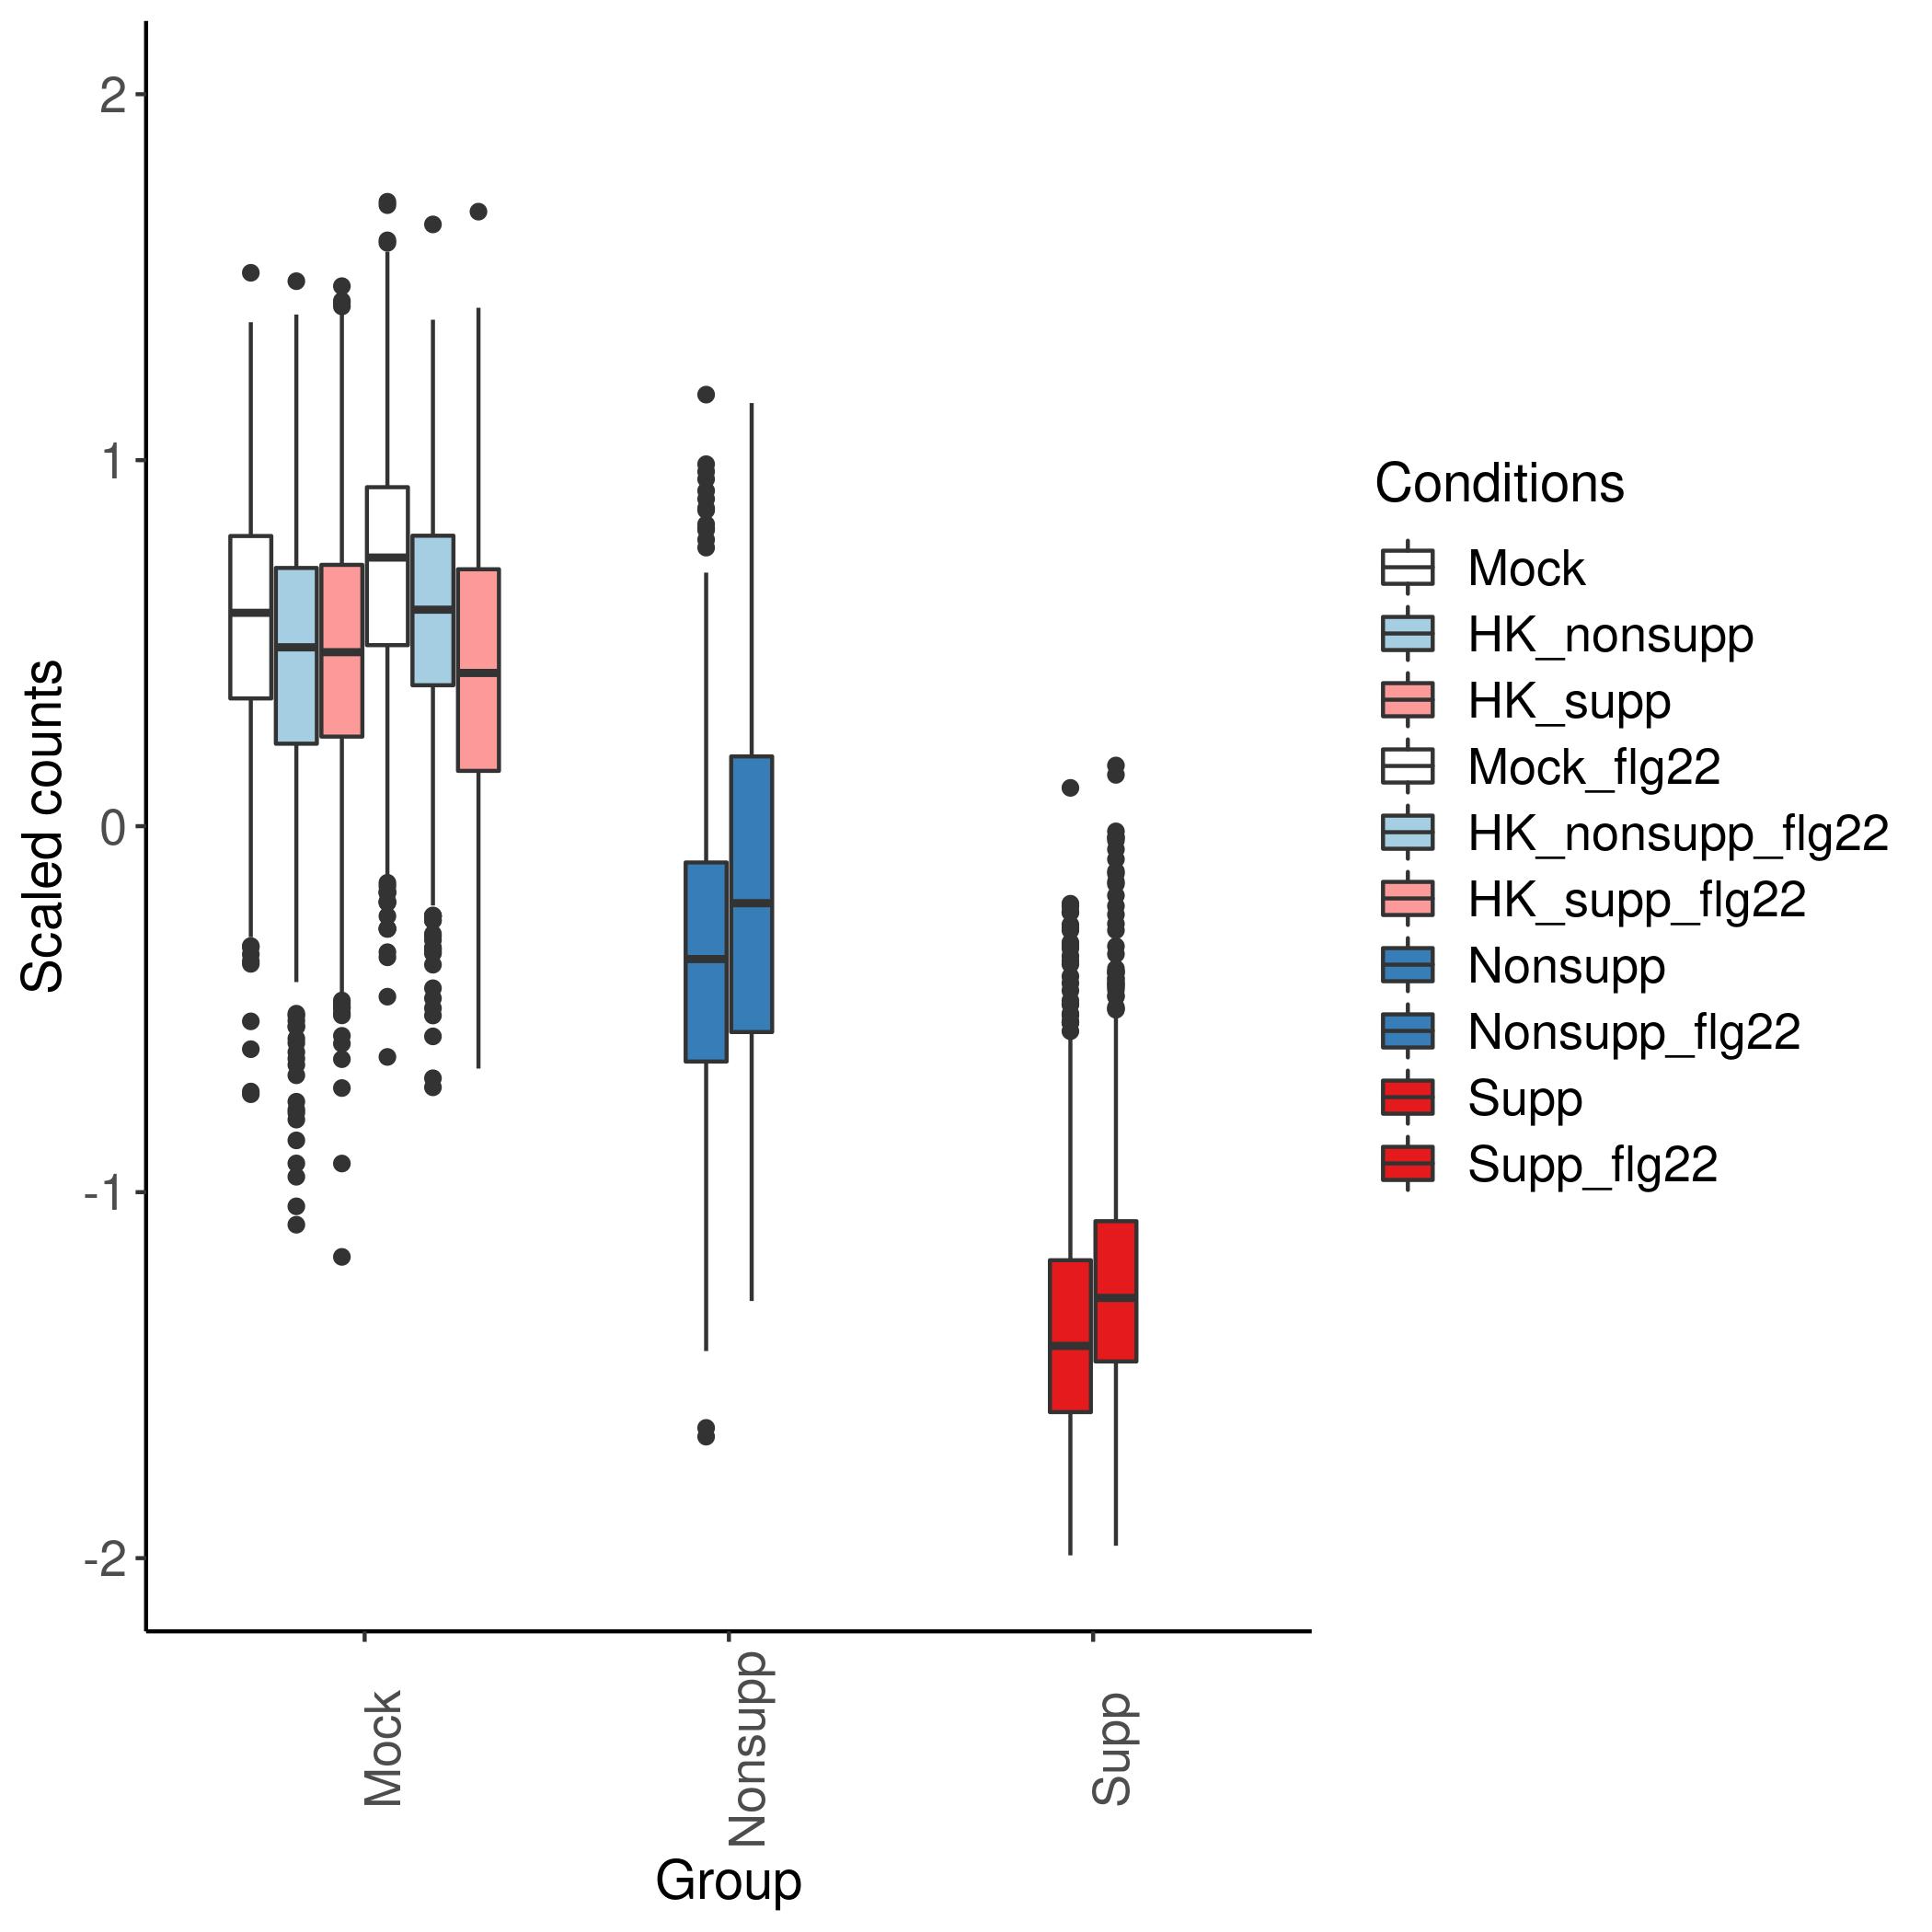 Scaled counts
2
1
0
-1
-2
Mock
Nonsupp
Supp
Group
Conditions
Mock
HK_nonsupp
HK_supp
Mock_flg22
HK_nonsupp_flg22
HK_supp_flg22
Nonsupp
Nonsupp_flg22
Supp
Supp_flg22